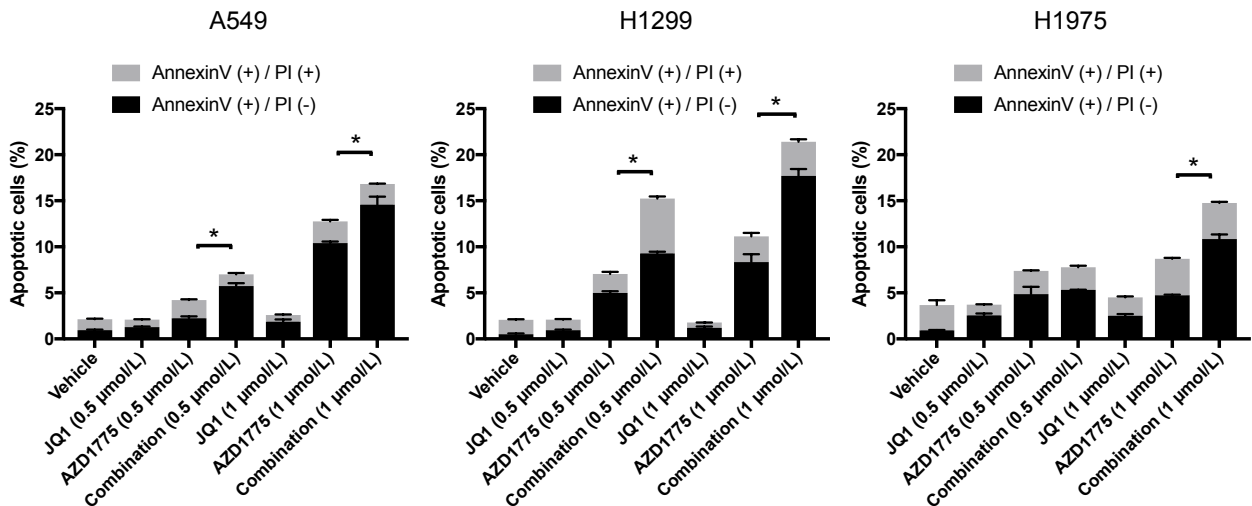 A549
AnnexinV (+) / PI (+)
AnnexinV (+) / PI (-)
Apoptotic cells (%)
25
20
15
10
5
0
*
*
Vehicle
JQ1 (0.5 µmol/L)
AZD1775 (0.5 µmol/L)
Combination (0.5 µmol/L)
JQ1 (1 µmol/L)
AZD1775 (1 µmol/L)
Combination (1 µmol/L)
H1299
AnnexinV (+) / PI (+)
AnnexinV (+) / PI (-)
Apoptotic cells (%)
25
20
15
10
5
0
*
*
Vehicle
JQ1 (0.5 µmol/L)
AZD1775 (0.5 µmol/L)
Combination (0.5 µmol/L)
JQ1 (1 µmol/L)
AZD1775 (1 µmol/L)
Combination (1 µmol/L)
H1975
AnnexinV (+) / PI (+)
AnnexinV (+) / PI (-)
Apoptotic cells (%)
25
20
15
10
5
0
*
Vehicle
JQ1 (0.5 µmol/L)
AZD1775 (0.5 µmol/L)
Combination (0.5 µmol/L)
JQ1 (1 µmol/L)
AZD1775 (1 µmol/L)
Combination (1 µmol/L)